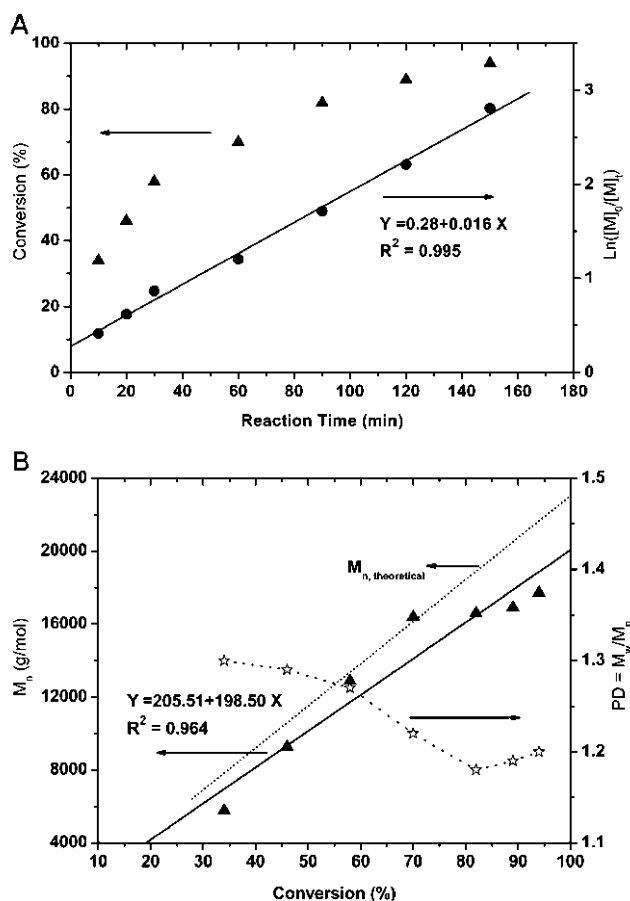 A
100
80
60
40
20
0
Conversion (%)
3
2
1
0
Ln([M]₀/[M]ₜ)
Y =0.28+0.016 X
R² = 0.995
0 20 40 60 80 100 120 140 160 180
Reaction Time (min)
B
24000
20000
16000
12000
8000
4000
Mₙ (g/mol)
1.5
1.4
1.3
1.2
1.1
PD = M_w/Mₙ
Mₙ, theoretical
Y =205.51+198.50 X
R² = 0.964
10 20 30 40 50 60 70 80 90 100
Conversion (%)